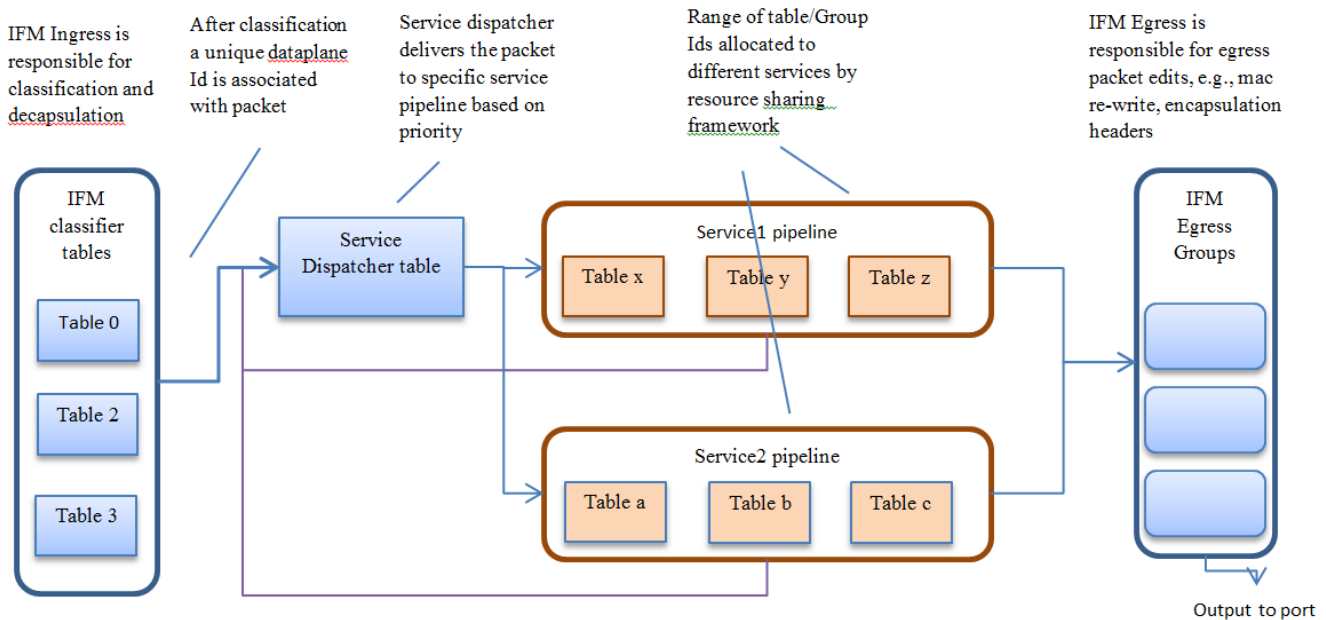 IFM Ingress is
responsible for
classification and
decapsulation
After classification
a unique dataplane
Id is associated
with packet
Service dispatcher
delivers the packet
to specific service
pipeline based on
priority
Range of table/Group
Ids allocated to
different services by
resource sharing
framework
IFM Egress is
responsible for egress
packet edits, e.g., mac
re-write, encapsulation
headers
IFM
classifier
tables
Table 0
Table 2
Table 3
Service
Dispatcher table
Service1 pipeline
Table x
Table y
Table z
Service2 pipeline
Table a
Table b
Table c
IFM
Egress
Groups
Output to port